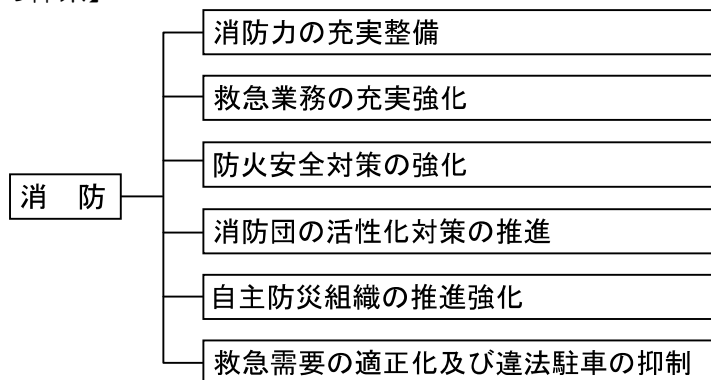 消防力の充実整備
救急業務の充実強化
防火安全対策の強化
消　防
消防団の活性化対策の推進
自主防災組織の推進強化
救急需要の適正化及び違法駐車の抑制